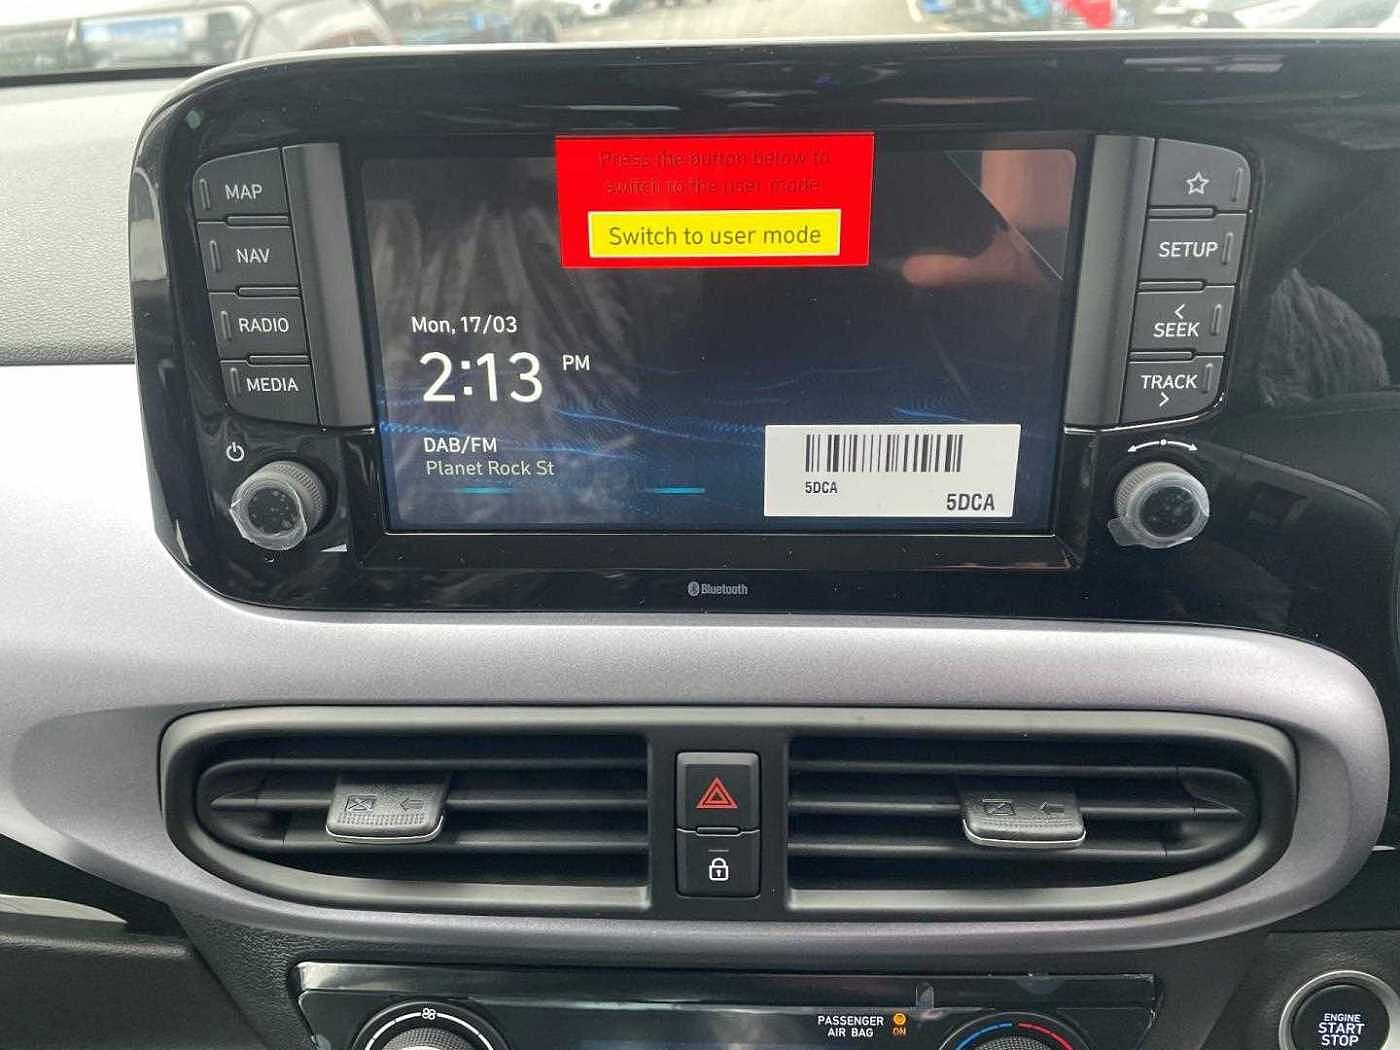 Press the button below to
switch to the user mode
Switch to user mode
MAP
NAV
RADIO
MEDIA
SETUP
SEEK
TRACK
Mon, 17/03
2:13 PM
DAB/FM
Planet Rock St
5DCA
5DCA
Bluetooth
PASSENGER
AIR BAG ON
ENGINE
START
STOP